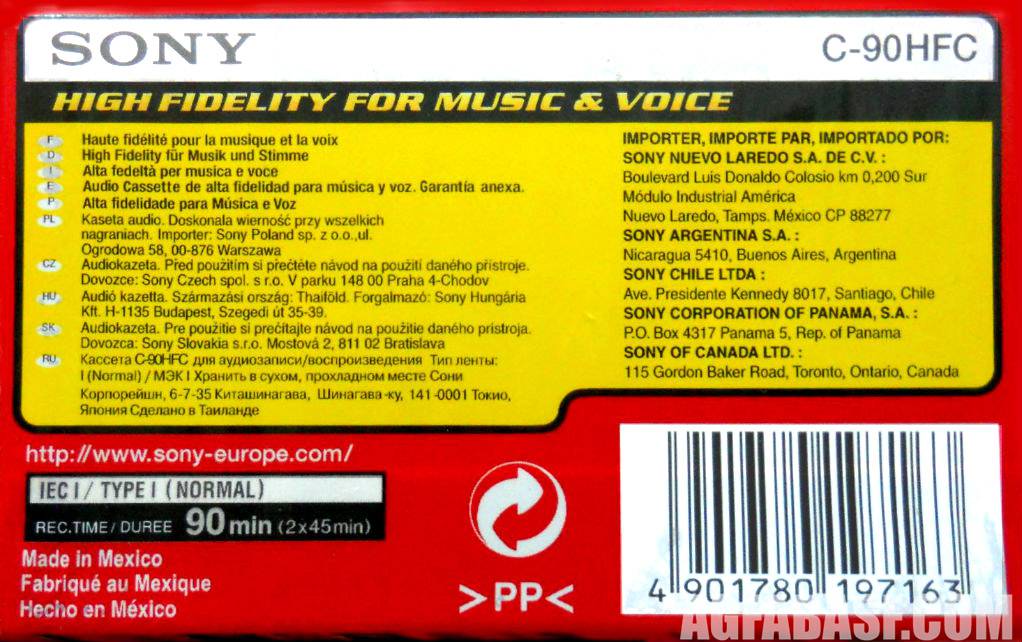 SONY
C-90HFC
HIGH FIDELITY FOR MUSIC & VOICE
F Haute fidélité pour la musique et la voix
D High Fidelity für Musik und Stimme
I Alta fedeltà per musica e voce
E Audio Cassette de alta fidelidad para música y voz. Garantía anexa.
P Alta fidelidade para Música e Voz
PL Kaseta audio. Doskonala wierność przy wszelkich
nagraniach. Importer: Sony Poland sp. z o.o.,ul.
Ogrodowa 58, 00-876 Warszawa
CZ Audiokazeta. Před použitím si přečtěte návod na použití daného přístroje.
Dovozce: Sony Czech spol. s r.o. V parku 148 00 Praha 4-Chodov
HU Audió kazetta. Származási ország: Thaiföld. Forgalmazó: Sony Hungária
Kft. H-1135 Budapest, Szegedi út 35-39.
SK Audiokazeta. Pre použitie si prečítajte návod na použitie daného prístroja.
Dovozca: Sony Slovakia s.r.o. Mostová 2, 811 02 Bratislava
RU Кассета C-90HFC для аудиозаписи/воспроизведения Тип ленты:
I (Normal) / МЭК I Хранить в сухом, прохладном месте Сони
Корпорейшн, 6-7-35 Киташинагава, Шинагава-ку, 141-0001 Токио,
Япония Сделано в Таиланде
IMPORTER, IMPORTE PAR, IMPORTADO POR:
SONY NUEVO LAREDO S.A. DE C.V. :
Boulevard Luis Donaldo Colosio km 0,200 Sur
Módulo Industrial América
Nuevo Laredo, Tamps. México CP 88277
SONY ARGENTINA S.A. :
Nicaragua 5410, Buenos Aires, Argentina
SONY CHILE LTDA :
Ave. Presidente Kennedy 8017, Santiago, Chile
SONY CORPORATION OF PANAMA, S.A. :
P.O. Box 4317 Panama 5, Rep. of Panama
SONY OF CANADA LTD. :
115 Gordon Baker Road, Toronto, Ontario, Canada
http://www.sony-europe.com/
IEC I / TYPE I (NORMAL)
REC.TIME / DUREE 90 min (2x45min)
Made in Mexico
Fabriqué au Mexique
Hecho en México
>PP<
4 901780 197163
AGFABASF.COM